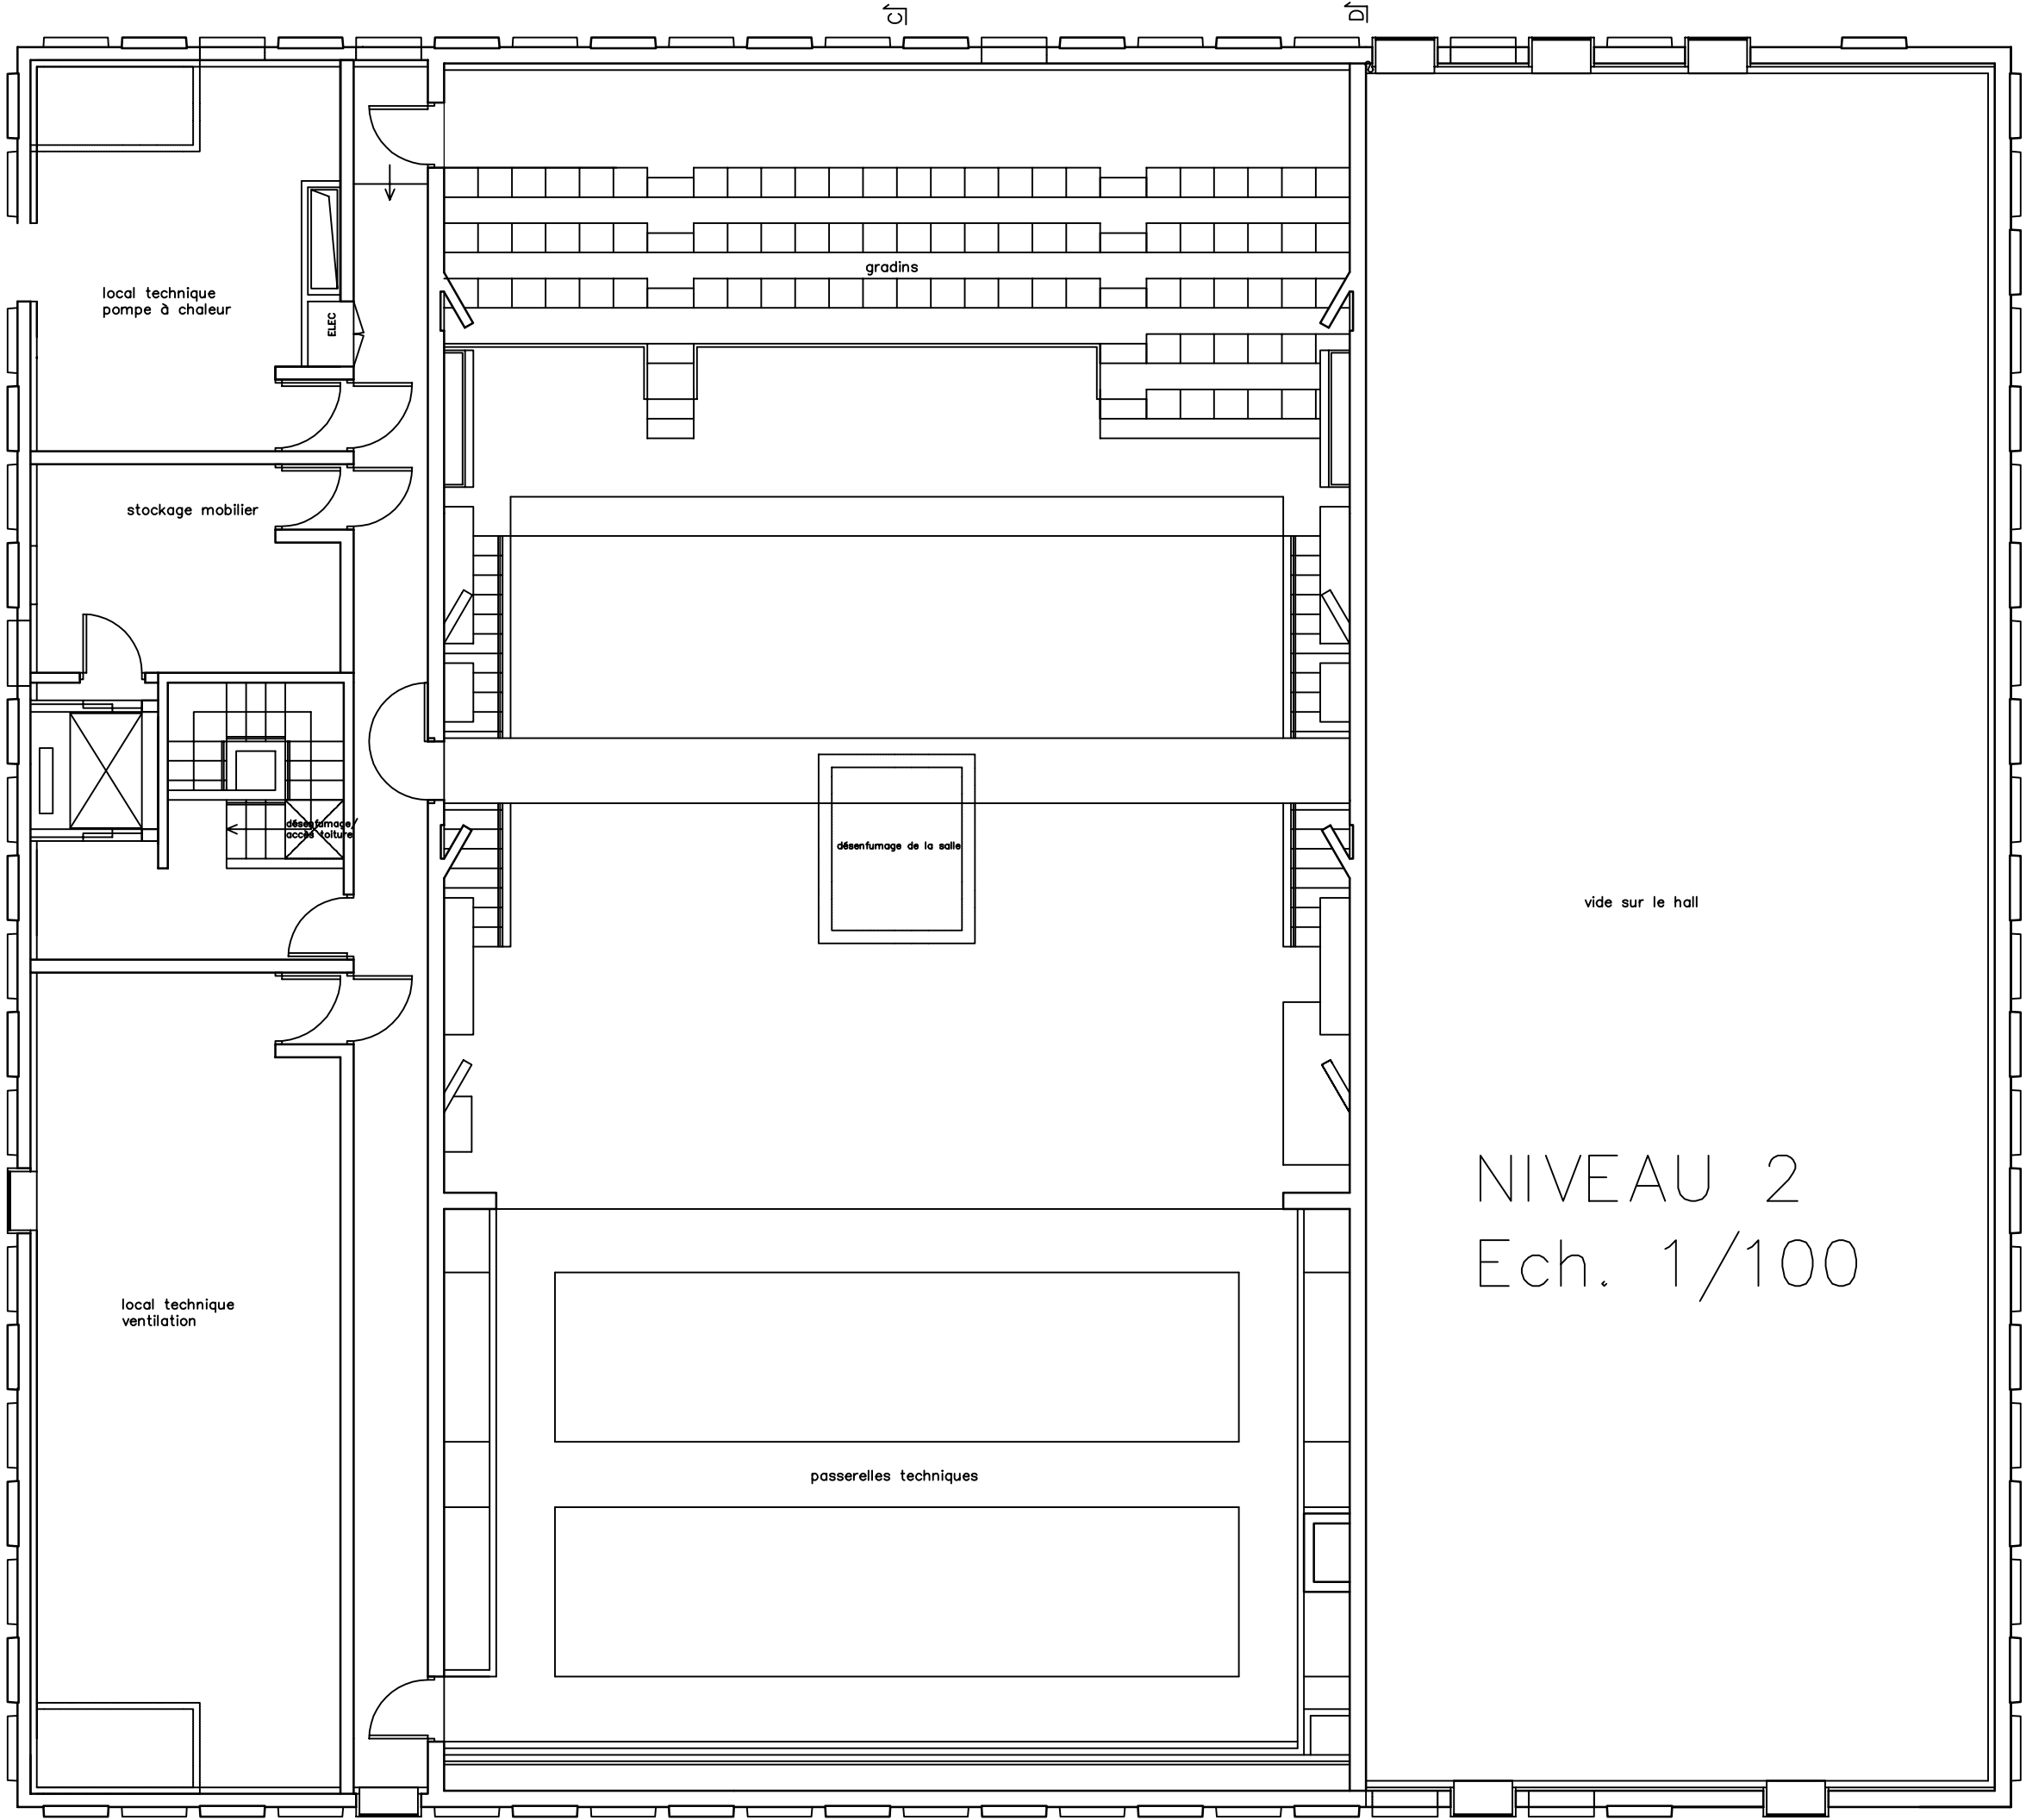 C
D
gradins
local technique
pompe à chaleur
ELEC
stockage mobilier
désenfumage
accès toiture
désenfumage de la salle
vide sur le hall
NIVEAU 2
Ech. 1/100
local technique
ventilation
passerelles techniques